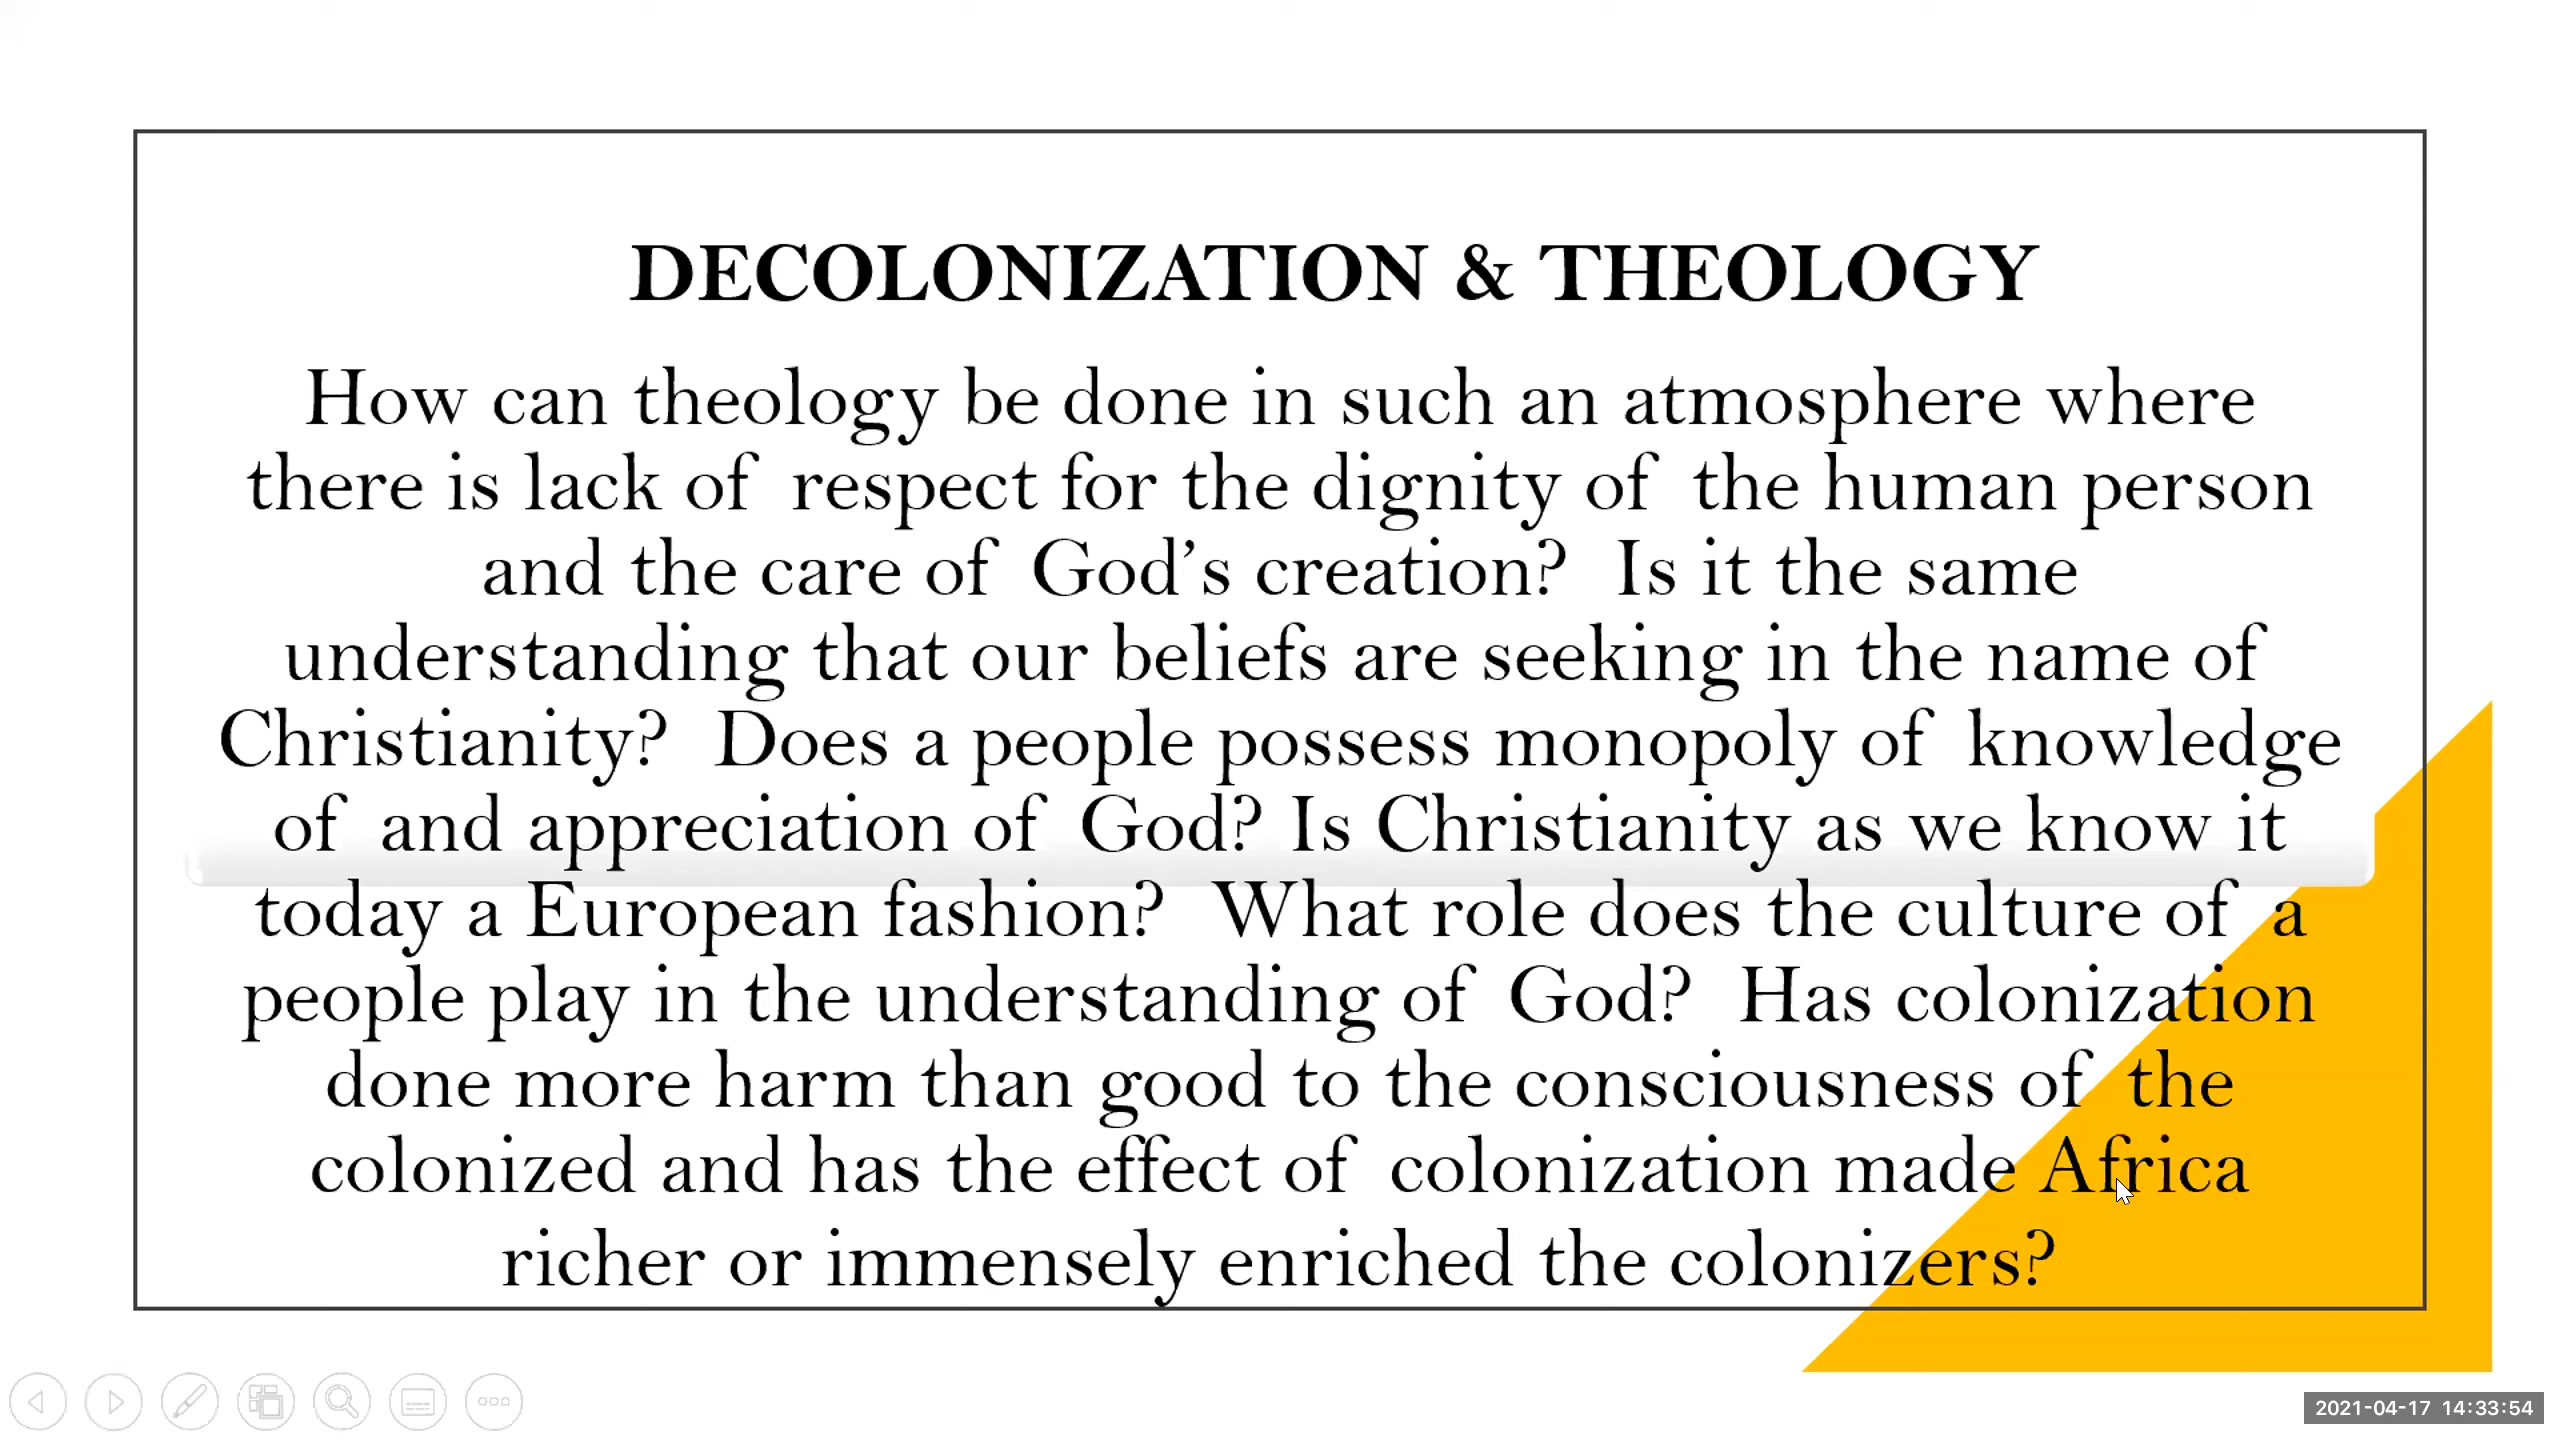 DECOLONIZATION & THEOLOGY
How can theology be done in such an atmosphere where
there is lack of respect for the dignity of the human person
and the care of God’s creation? Is it the same
understanding that our beliefs are seeking in the name of
Christianity? Does a people possess monopoly of knowledge
of and appreciation of God? Is Christianity as we know it
today a European fashion? What role does the culture of a
people play in the understanding of God? Has colonization
done more harm than good to the consciousness of the
colonized and has the effect of colonization made Africa
richer or immensely enriched the colonizers?
2021-04-17 14:33:54